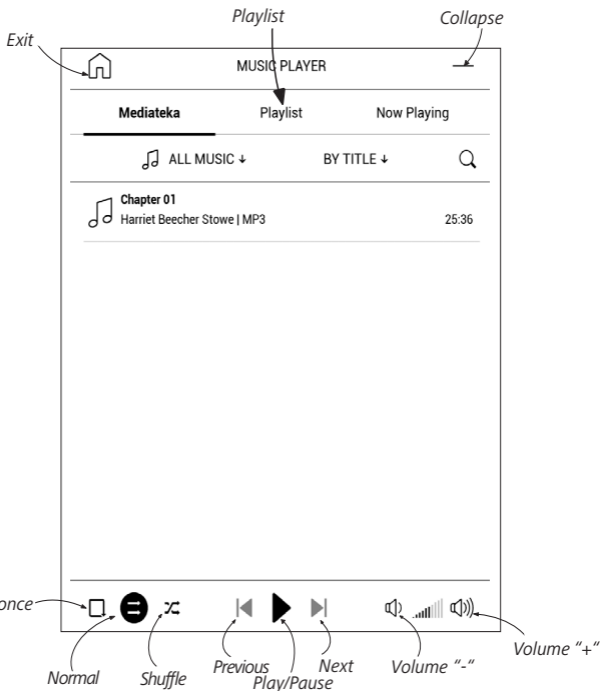 Playlist
Collapse
Exit
MUSIC PLAYER
Mediateka
Playlist
Now Playing
ALL MUSIC ↓
BY TITLE ↓
Chapter 01
Harriet Beecher Stowe | MP3
25:36
once
Normal
Shuffle
Previous
Play/Pause
Next
Volume "-"
Volume "+"